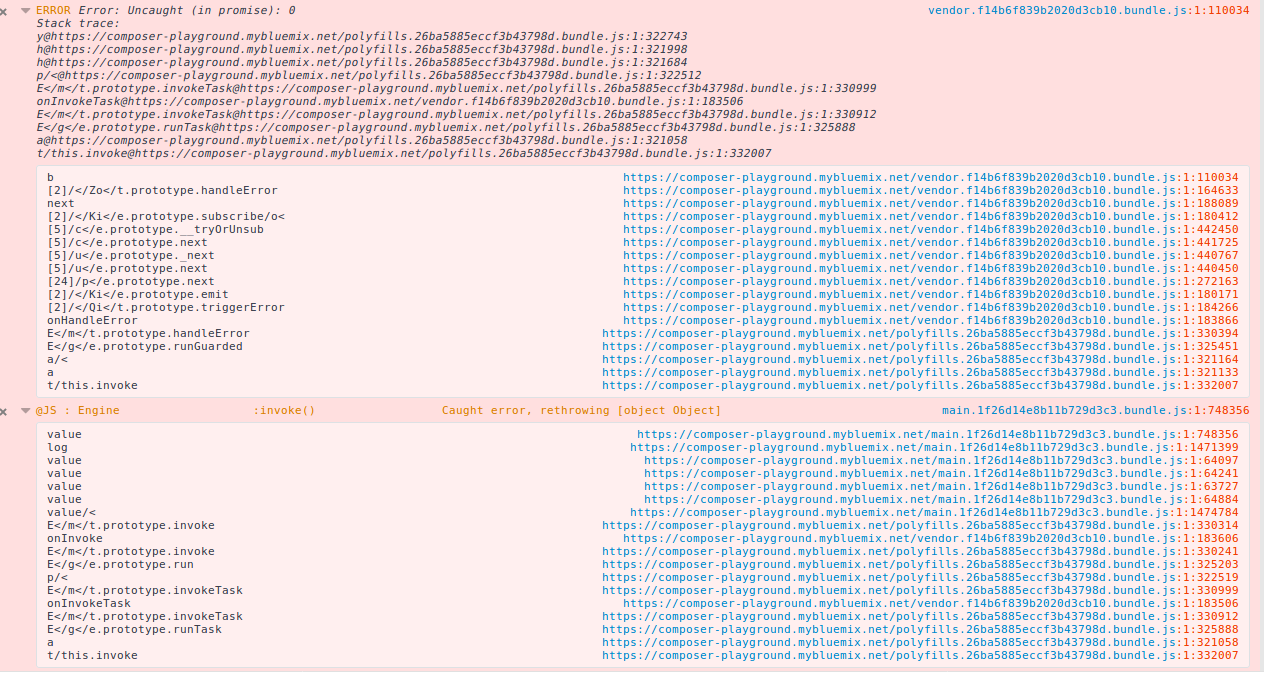 × ▼ ERROR Error: Uncaught (in promise): 0 vendor.f14b6f839b2020d3cb10.bundle.js:1:110034
Stack trace:
y@https://composer-playground.mybluemix.net/polyfills.26ba5885eccf3b43798d.bundle.js:1:322743
h@https://composer-playground.mybluemix.net/polyfills.26ba5885eccf3b43798d.bundle.js:1:321998
h@https://composer-playground.mybluemix.net/polyfills.26ba5885eccf3b43798d.bundle.js:1:321684
p/<@https://composer-playground.mybluemix.net/polyfills.26ba5885eccf3b43798d.bundle.js:1:322512
E</m</t.prototype.invokeTask@https://composer-playground.mybluemix.net/polyfills.26ba5885eccf3b43798d.bundle.js:1:330999
onInvokeTask@https://composer-playground.mybluemix.net/vendor.f14b6f839b2020d3cb10.bundle.js:1:183506
E</m</t.prototype.invokeTask@https://composer-playground.mybluemix.net/polyfills.26ba5885eccf3b43798d.bundle.js:1:330912
E</g</e.prototype.runTask@https://composer-playground.mybluemix.net/polyfills.26ba5885eccf3b43798d.bundle.js:1:325888
a@https://composer-playground.mybluemix.net/polyfills.26ba5885eccf3b43798d.bundle.js:1:321058
t/this.invoke@https://composer-playground.mybluemix.net/polyfills.26ba5885eccf3b43798d.bundle.js:1:332007
b https://composer-playground.mybluemix.net/vendor.f14b6f839b2020d3cb10.bundle.js:1:110034
[2]/</Zo</t.prototype.handleError https://composer-playground.mybluemix.net/vendor.f14b6f839b2020d3cb10.bundle.js:1:164633
next https://composer-playground.mybluemix.net/vendor.f14b6f839b2020d3cb10.bundle.js:1:188089
[2]/</Ki</e.prototype.subscribe/o< https://composer-playground.mybluemix.net/vendor.f14b6f839b2020d3cb10.bundle.js:1:180412
[5]/c</e.prototype.__tryOrUnsub https://composer-playground.mybluemix.net/vendor.f14b6f839b2020d3cb10.bundle.js:1:442450
[5]/c</e.prototype.next https://composer-playground.mybluemix.net/vendor.f14b6f839b2020d3cb10.bundle.js:1:441725
[5]/u</e.prototype._next https://composer-playground.mybluemix.net/vendor.f14b6f839b2020d3cb10.bundle.js:1:440767
[5]/u</e.prototype.next https://composer-playground.mybluemix.net/vendor.f14b6f839b2020d3cb10.bundle.js:1:440450
[24]/p</e.prototype.next https://composer-playground.mybluemix.net/vendor.f14b6f839b2020d3cb10.bundle.js:1:272163
[2]/</Ki</e.prototype.emit https://composer-playground.mybluemix.net/vendor.f14b6f839b2020d3cb10.bundle.js:1:180171
[2]/</Qi</t.prototype.triggerError https://composer-playground.mybluemix.net/vendor.f14b6f839b2020d3cb10.bundle.js:1:184266
onHandleError https://composer-playground.mybluemix.net/vendor.f14b6f839b2020d3cb10.bundle.js:1:183866
E</m</t.prototype.handleError https://composer-playground.mybluemix.net/polyfills.26ba5885eccf3b43798d.bundle.js:1:330394
E</g</e.prototype.runGuarded https://composer-playground.mybluemix.net/polyfills.26ba5885eccf3b43798d.bundle.js:1:325451
a/< https://composer-playground.mybluemix.net/polyfills.26ba5885eccf3b43798d.bundle.js:1:321164
a https://composer-playground.mybluemix.net/polyfills.26ba5885eccf3b43798d.bundle.js:1:321133
t/this.invoke https://composer-playground.mybluemix.net/polyfills.26ba5885eccf3b43798d.bundle.js:1:332007
× ▼ @JS : Engine :invoke() Caught error, rethrowing [object Object] main.1f26d14e8b11b729d3c3.bundle.js:1:748356
value https://composer-playground.mybluemix.net/main.1f26d14e8b11b729d3c3.bundle.js:1:748356
log https://composer-playground.mybluemix.net/main.1f26d14e8b11b729d3c3.bundle.js:1:1471399
value https://composer-playground.mybluemix.net/main.1f26d14e8b11b729d3c3.bundle.js:1:64097
value https://composer-playground.mybluemix.net/main.1f26d14e8b11b729d3c3.bundle.js:1:64241
value https://composer-playground.mybluemix.net/main.1f26d14e8b11b729d3c3.bundle.js:1:63727
value https://composer-playground.mybluemix.net/main.1f26d14e8b11b729d3c3.bundle.js:1:64884
value/< https://composer-playground.mybluemix.net/main.1f26d14e8b11b729d3c3.bundle.js:1:1474784
E</m</t.prototype.invoke https://composer-playground.mybluemix.net/polyfills.26ba5885eccf3b43798d.bundle.js:1:330314
onInvoke https://composer-playground.mybluemix.net/vendor.f14b6f839b2020d3cb10.bundle.js:1:183606
E</m</t.prototype.invoke https://composer-playground.mybluemix.net/polyfills.26ba5885eccf3b43798d.bundle.js:1:330241
E</g</e.prototype.run https://composer-playground.mybluemix.net/polyfills.26ba5885eccf3b43798d.bundle.js:1:325203
p/< https://composer-playground.mybluemix.net/polyfills.26ba5885eccf3b43798d.bundle.js:1:322519
E</m</t.prototype.invokeTask https://composer-playground.mybluemix.net/polyfills.26ba5885eccf3b43798d.bundle.js:1:330999
onInvokeTask https://composer-playground.mybluemix.net/vendor.f14b6f839b2020d3cb10.bundle.js:1:183506
E</m</t.prototype.invokeTask https://composer-playground.mybluemix.net/polyfills.26ba5885eccf3b43798d.bundle.js:1:330912
E</g</e.prototype.runTask https://composer-playground.mybluemix.net/polyfills.26ba5885eccf3b43798d.bundle.js:1:325888
a https://composer-playground.mybluemix.net/polyfills.26ba5885eccf3b43798d.bundle.js:1:321058
t/this.invoke https://composer-playground.mybluemix.net/polyfills.26ba5885eccf3b43798d.bundle.js:1:332007